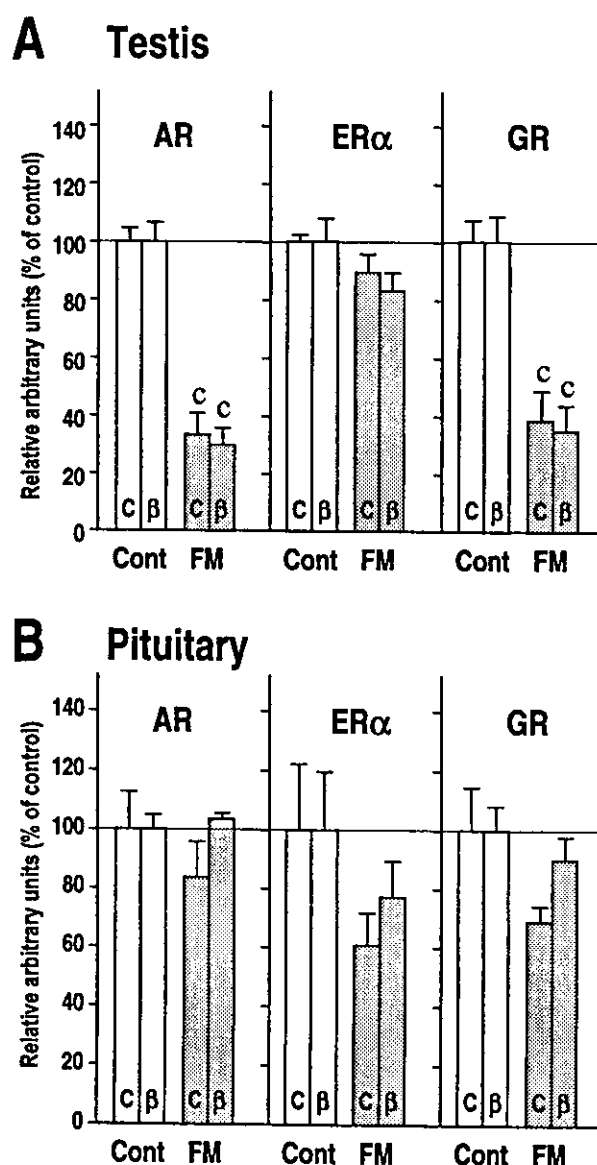 A Testis
AR ERα GR
Relative arbitrary units (% of control)
140
120
100
80
60
40
20
0
C C C C
C β C β C β C β C β C β
Cont FM Cont FM Cont FM
B Pituitary
AR ERα GR
Relative arbitrary units (% of control)
140
120
100
80
60
40
20
0
C β C β C β C β C β C β
Cont FM Cont FM Cont FM